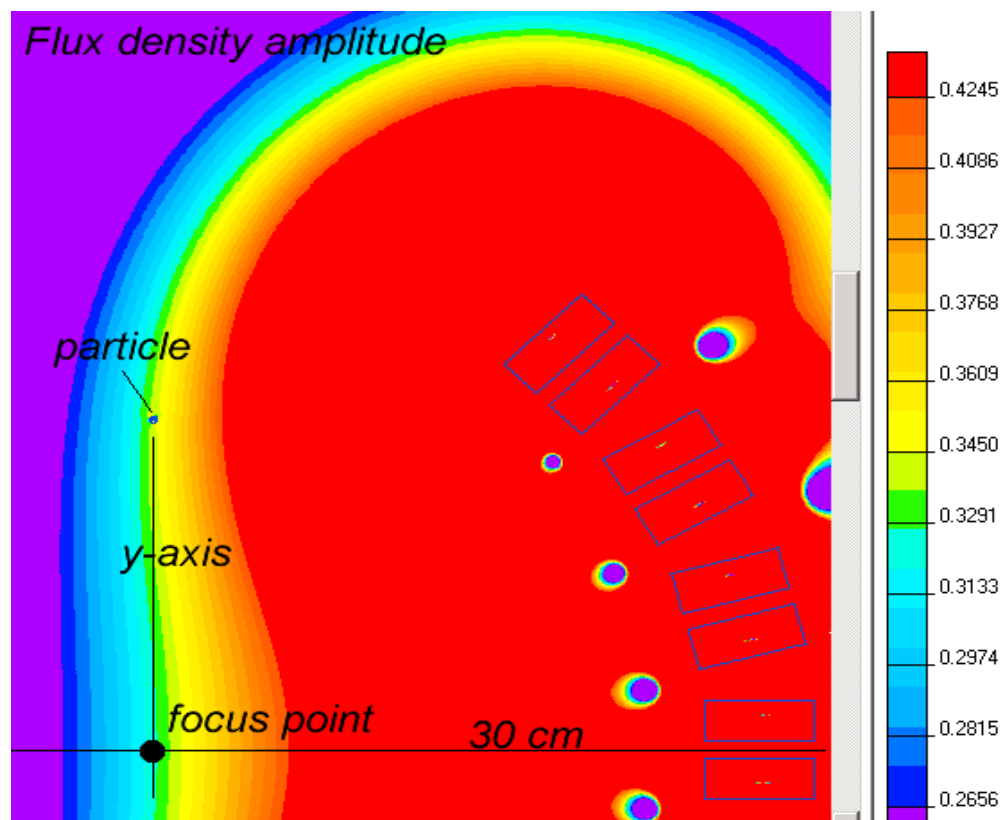 Flux density amplitude
particle
y-axis
focus point
30 cm
0.4245
0.4086
0.3927
0.3768
0.3609
0.3450
0.3291
0.3133
0.2974
0.2815
0.2656